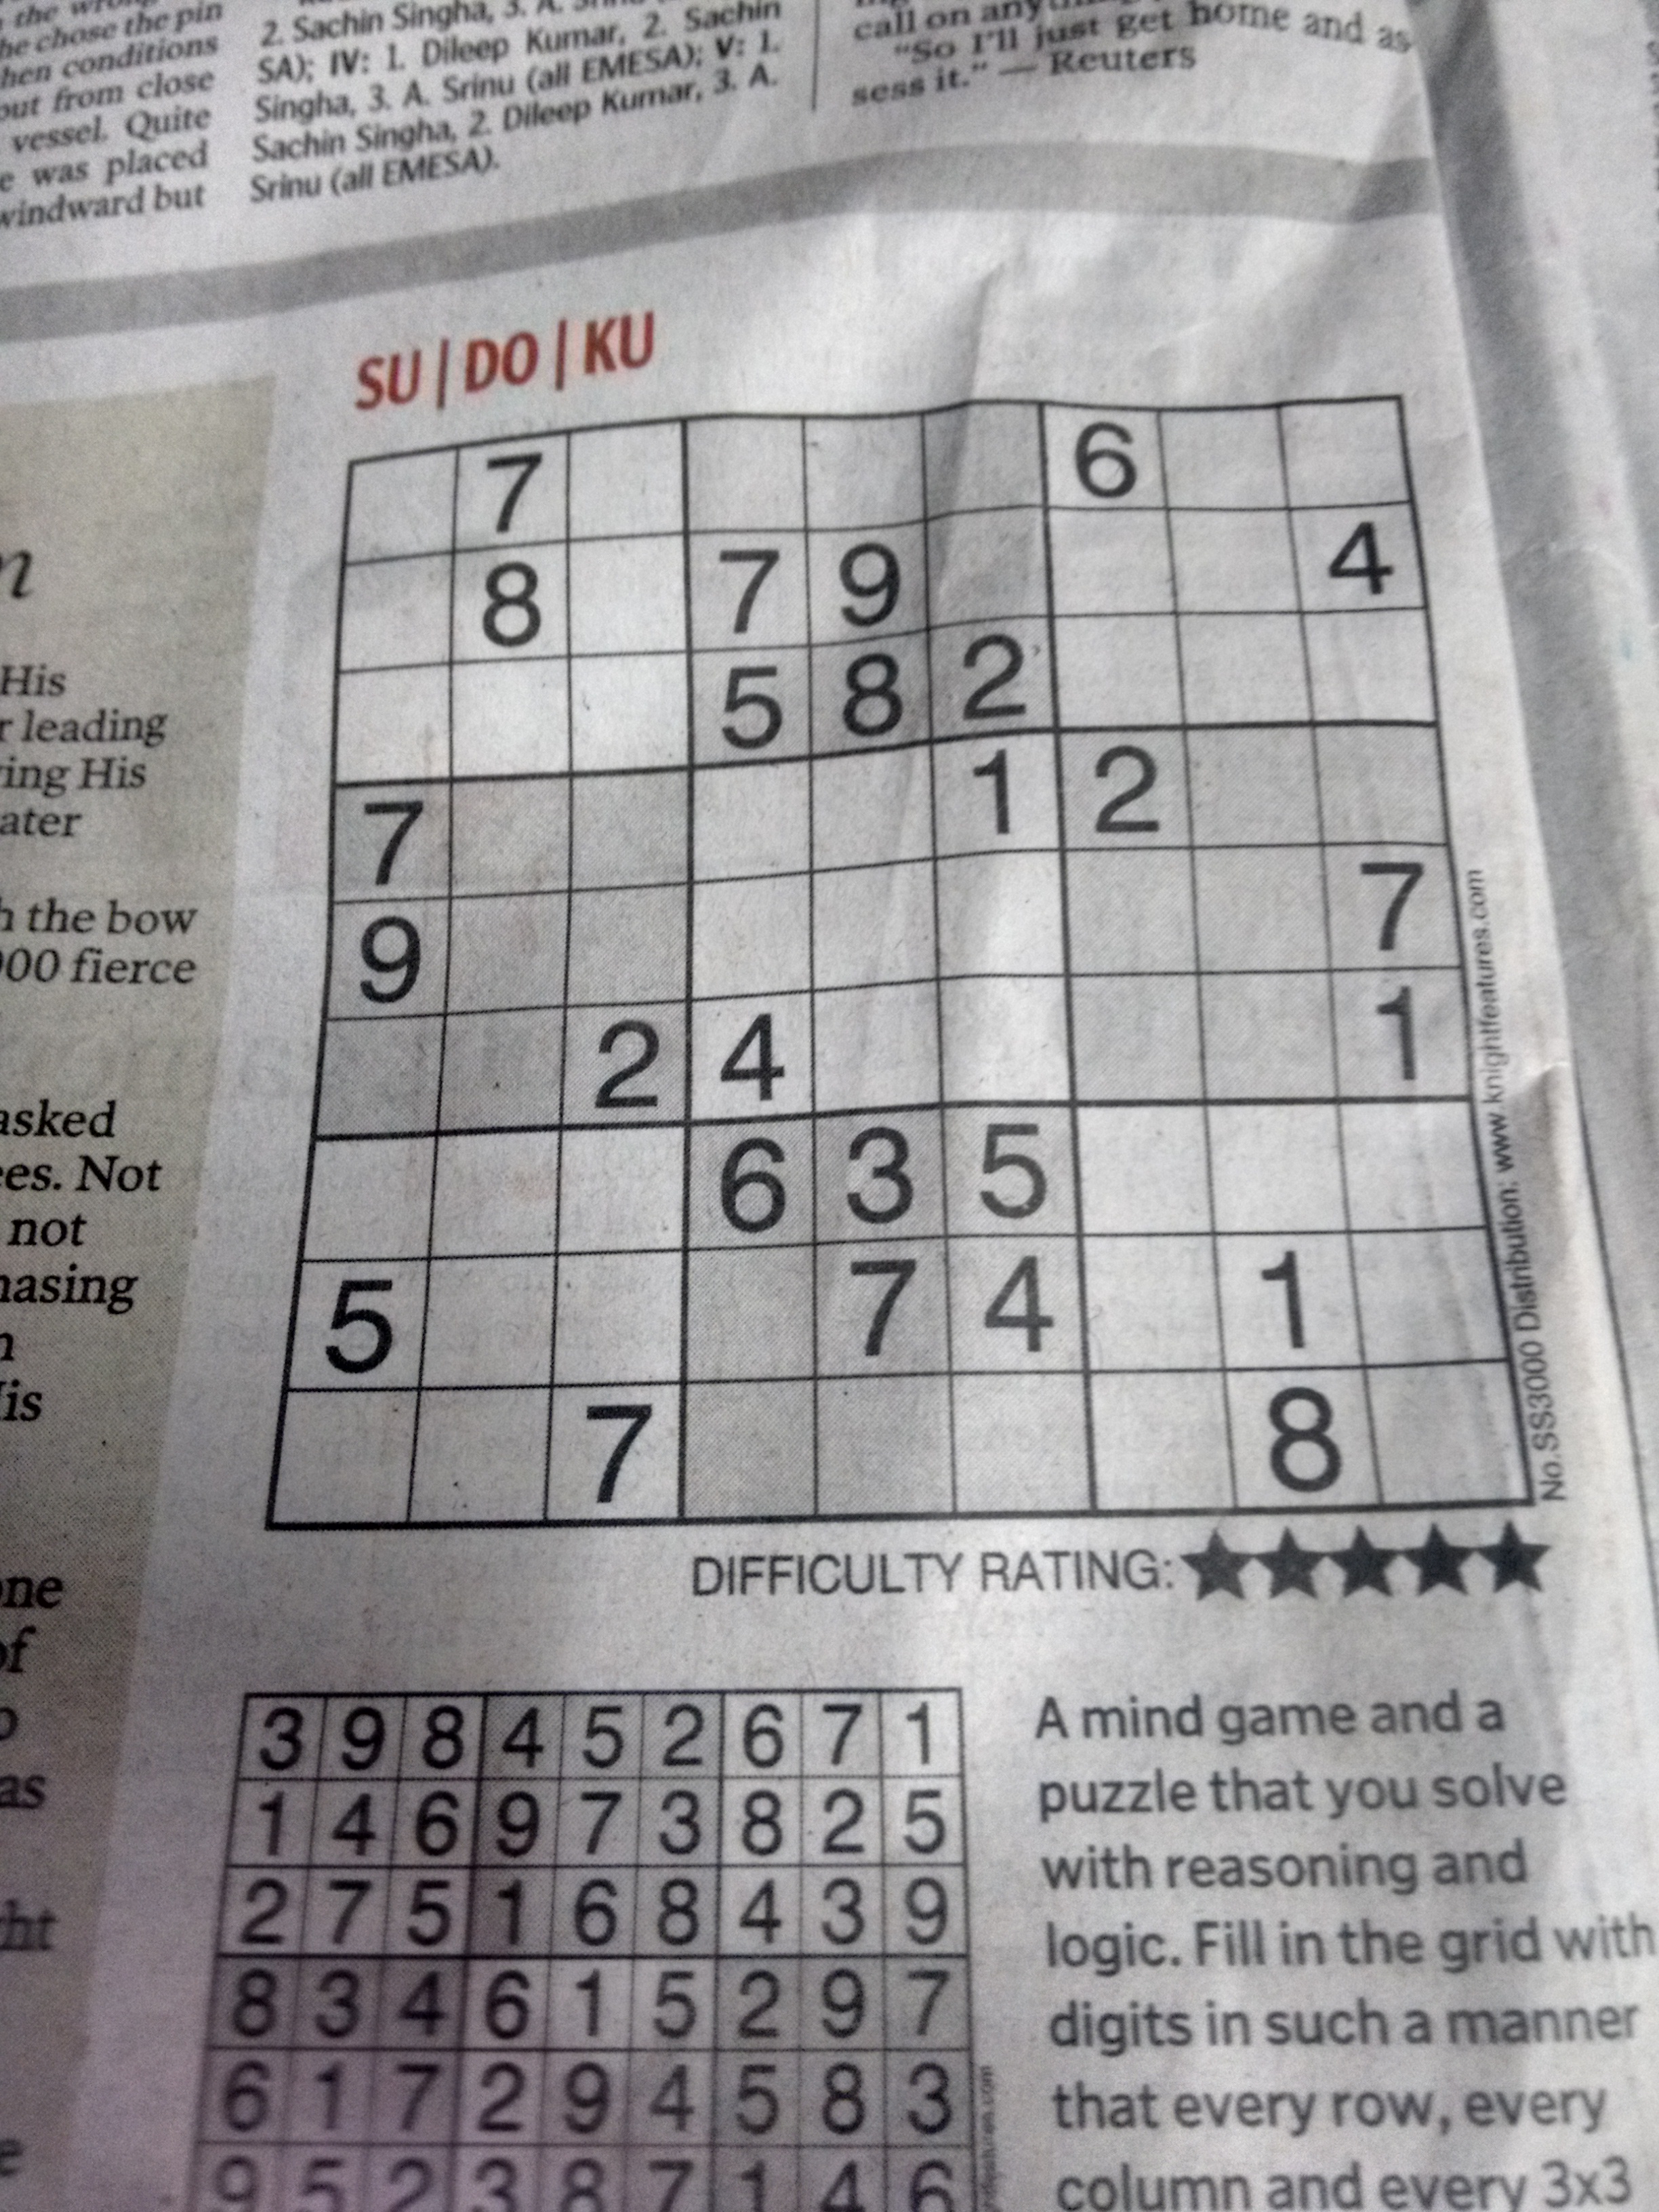 he chose the pin
hen conditions
out from close
vessel. Quite
e was placed
windward but
2. Sachin Singha, 3. A.
SA); IV: 1. Dileep Kumar, 2. Sachin
Singha, 3. A. Srinu (all EMESA); V: 1.
Sachin Singha, 2. Dileep Kumar, 3. A.
Srinu (all EMESA).
call on any
"So I'll just get home and as
sess it." — Reuters
His
r leading
ing His
ater
h the bow
000 fierce
asked
ees. Not
not
hasing
n
is
one
of
as
ht
SU | DO | KU
7 6
8 7 9 4
5 8 2
7 1 2
9 7
2 4 1
6 3 5
5 7 4 1
7 8
No.SS3000 Distribution: www.knightfeatures.com
DIFFICULTY RATING: ★★★★★
3 9 8 4 5 2 6 7 1
1 4 6 9 7 3 8 2 5
2 7 5 1 6 8 4 3 9
8 3 4 6 1 5 2 9 7
6 1 7 2 9 4 5 8 3
9 5 2 3 8 7 1 4 6
A mind game and a
puzzle that you solve
with reasoning and
logic. Fill in the grid with
digits in such a manner
that every row, every
column and every 3x3